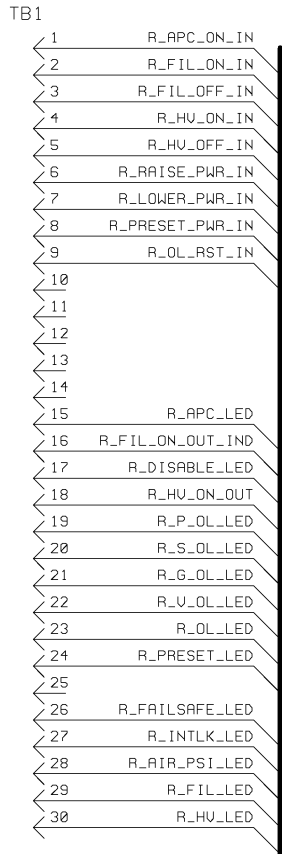 TB1
1 R_APC_ON_IN
2 R_FIL_ON_IN
3 R_FIL_OFF_IN
4 R_HV_ON_IN
5 R_HV_OFF_IN
6 R_RAISE_PWR_IN
7 R_LOWER_PWR_IN
8 R_PRESET_PWR_IN
9 R_OL_RST_IN
10
11
12
13
14
15 R_APC_LED
16 R_FIL_ON_OUT_IND
17 R_DISABLE_LED
18 R_HV_ON_OUT
19 R_P_OL_LED
20 R_S_OL_LED
21 R_G_OL_LED
22 R_V_OL_LED
23 R_OL_LED
24 R_PRESET_LED
25
26 R_FAILSAFE_LED
27 R_INTLK_LED
28 R_AIR_PSI_LED
29 R_FIL_LED
30 R_HV_LED